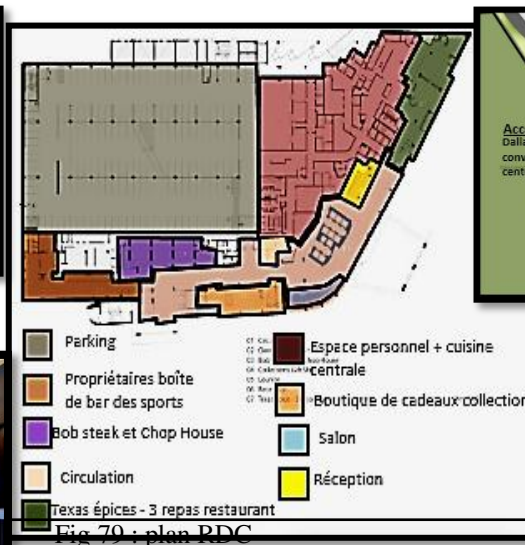 Parking
Propriétaires boîte
de bar des sports
Bob steak et Chop House
Circulation
Texas épices - 3 repas restaurant
Espace personnel + cuisine
centrale
Boutique de cadeaux collection
Salon
Réception
Fig 79 : plan RDC